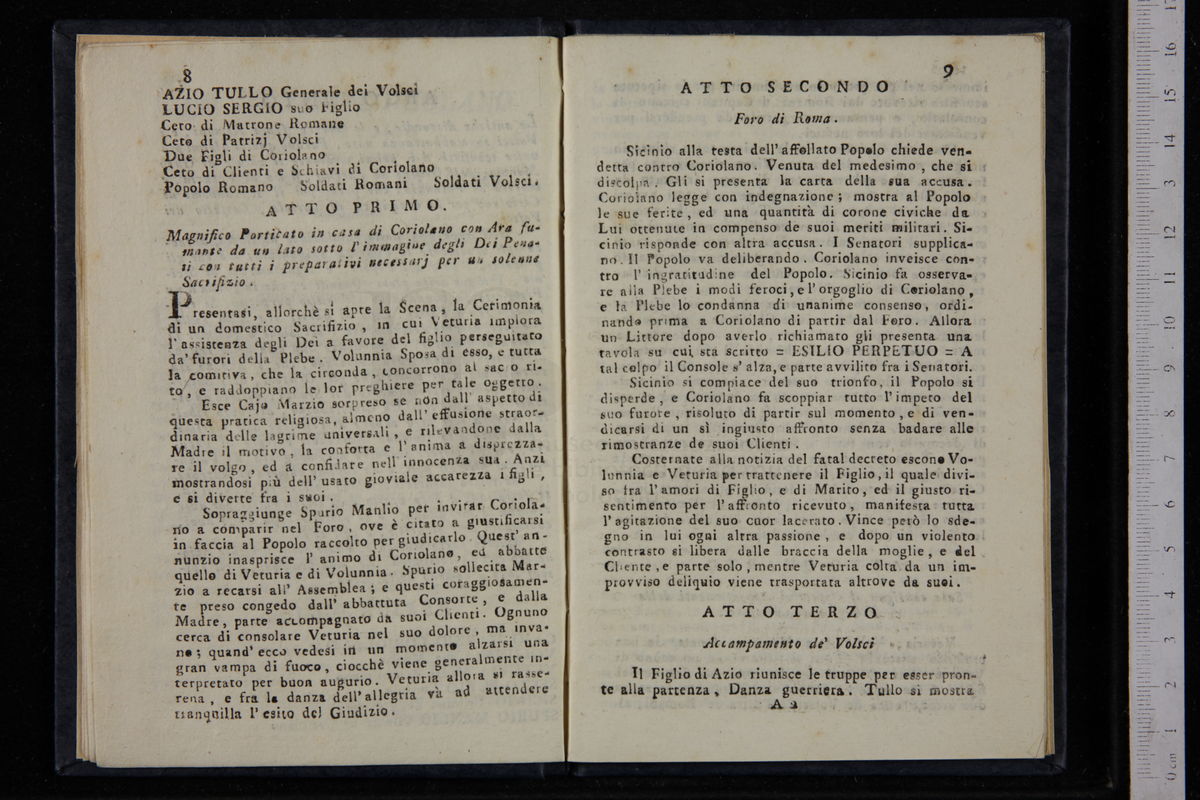 8
AZIO TULLO Generale dei Volsci
LUCIO SERGIO suo Figlio
Ceto di Matrone Romane
Ceto di Patrizj Volsci
Due Figli di Coriolano
Ceto di Clienti e Schiavi di Coriolano
Popolo Romano Soldati Romani Soldati Volsci.
ATTO PRIMO.
Magnifico Porticato in casa di Coriolano con Ara fu-
mante da un lato sotto l'immagine degli Dei Pena-
ti con tutti i preparativi necessarj per un solenne
Sacrifizio.
Presentasi, allorchè si apre la Scena, la Cerimonia
di un domestico Sacrifizio, in cui Veturia implora
l'assistenza degli Dei a favore del figlio perseguitato
da' furori della Plebe. Volunnia Sposa di esso, e tutta
la comitiva, che la circonda, concorrono al sacro ri-
to, e raddoppiano le lor preghiere per tale oggetto.
Esce Cajo Marzio sorpreso se non dall' aspetto di
questa pratica religiosa, almeno dall' effusione straor-
dinaria delle lagrime universali, e rilevandone dalla
Madre il motivo, la conforta e l'anima a disprezza-
re il volgo, ed a confidare nell' innocenza sua. Anzi
mostrandosi più dell' usato gioviale accarezza i figli,
e si diverte fra i suoi.
Sopraggiunge Spurio Manlio per invitar Coriola-
no a comparir nel Foro, ove è citato a giustificarsi
in faccia al Popolo raccolto per giudicarlo. Quest' an-
nunzio inasprisce l' animo di Coriolano, ed abbatte
quello di Veturia e di Volunnia. Spurio sollecita Mar-
zio a recarsi all' Assemblea; e questi coraggiosamen-
te preso congedo dall' abbattuta Consorte, e dalla
Madre, parte accompagnato da suoi Clienti. Ognuno
cerca di consolare Veturia nel suo dolore, ma inva-
no; quand' ecco vedesi in un momento alzarsi una
gran vampa di fuoco, ciocchè viene generalmente in-
terpretato per buon augurio. Veturia allora si rasse-
rena, e fra la danza dell' allegria và ad attendere
tranquilla l' esito del Giudizio.
9
ATTO SECONDO
Foro di Roma.
Sicinio alla testa dell' affollato Popolo chiede ven-
detta contro Coriolano. Venuta del medesimo, che si
discolpa. Gli si presenta la carta della sua accusa.
Coriolano legge con indegnazione; mostra al Popolo
le sue ferite, ed una quantità di corone civiche da
Lui ottenute in compenso de suoi meriti militari. Si-
cinio risponde con altra accusa. I Senatori supplica-
no. Il Popolo va deliberando. Coriolano inveisce con-
tro l' ingratitudine del Popolo. Sicinio fa osserva-
re alla Plebe i modi feroci, e l' orgoglio di Coriolano,
e la Plebe lo condanna di unanime consenso, ordi-
nando prima a Coriolano di partir dal Foro. Allora
un Littore dopo averlo richiamato gli presenta una
tavola su cui sta scritto = ESILIO PERPETUO = A
tal colpo il Console s' alza, e parte avvilito fra i Senatori.
Sicinio si compiace del suo trionfo, il Popolo si
disperde, e Coriolano fa scoppiar tutto l' impeto del
suo furore, risoluto di partir sul momento, e di ven-
dicarsi di un sì ingiusto affronto senza badare alle
rimostranze de suoi Clienti.
Costernate alla notizia del fatal decreto escono Vo-
lunnia e Veturia per trattenere il Figlio, il quale divi-
so fra l' amori di Figlio, e di Marito, ed il giusto ri-
sentimento per l' affronto ricevuto, manifesta tutta
l' agitazione del suo cuor lacerato. Vince però lo sde-
gno in lui ogni altra passione, e dopo un violento
contrasto si libera dalle braccia della moglie, e del
Cliente, e parte solo, mentre Veturia colta da un im-
provviso deliquio viene trasportata altrove da suoi.
ATTO TERZO
Accampamento de' Volsci
Il Figlio di Azio riunisce le truppe per esser pron-
te alla partenza, Danza guerriera. Tullo si mostra
A 2